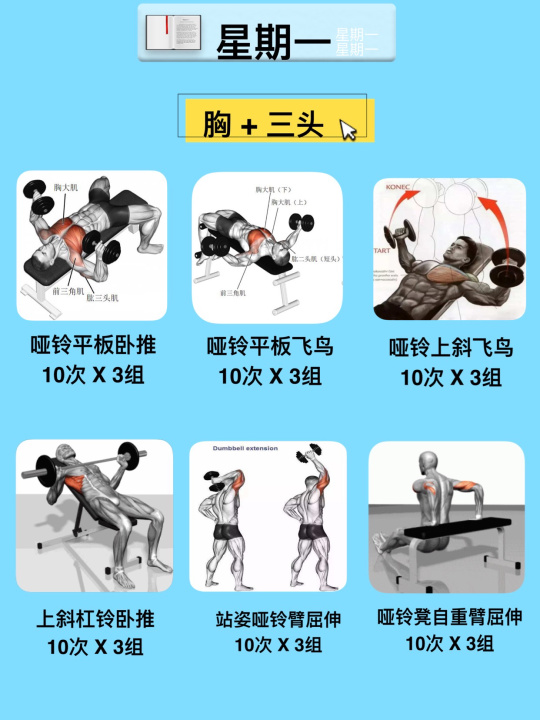 星期一
星期一
星期一
胸 + 三头
胸大肌
前三角肌
肱三头肌
胸大肌（下）
胸大肌（上）
肱二头肌（短头）
前三角肌
KONEC
TART
哑铃平板卧推
10次 X 3组
哑铃平板飞鸟
10次 X 3组
哑铃上斜飞鸟
10次 X 3组
Dumbbell extension
上斜杠铃卧推
10次 X 3组
站姿哑铃臂屈伸
10次 X 3组
哑铃凳自重臂屈伸
10次 X 3组